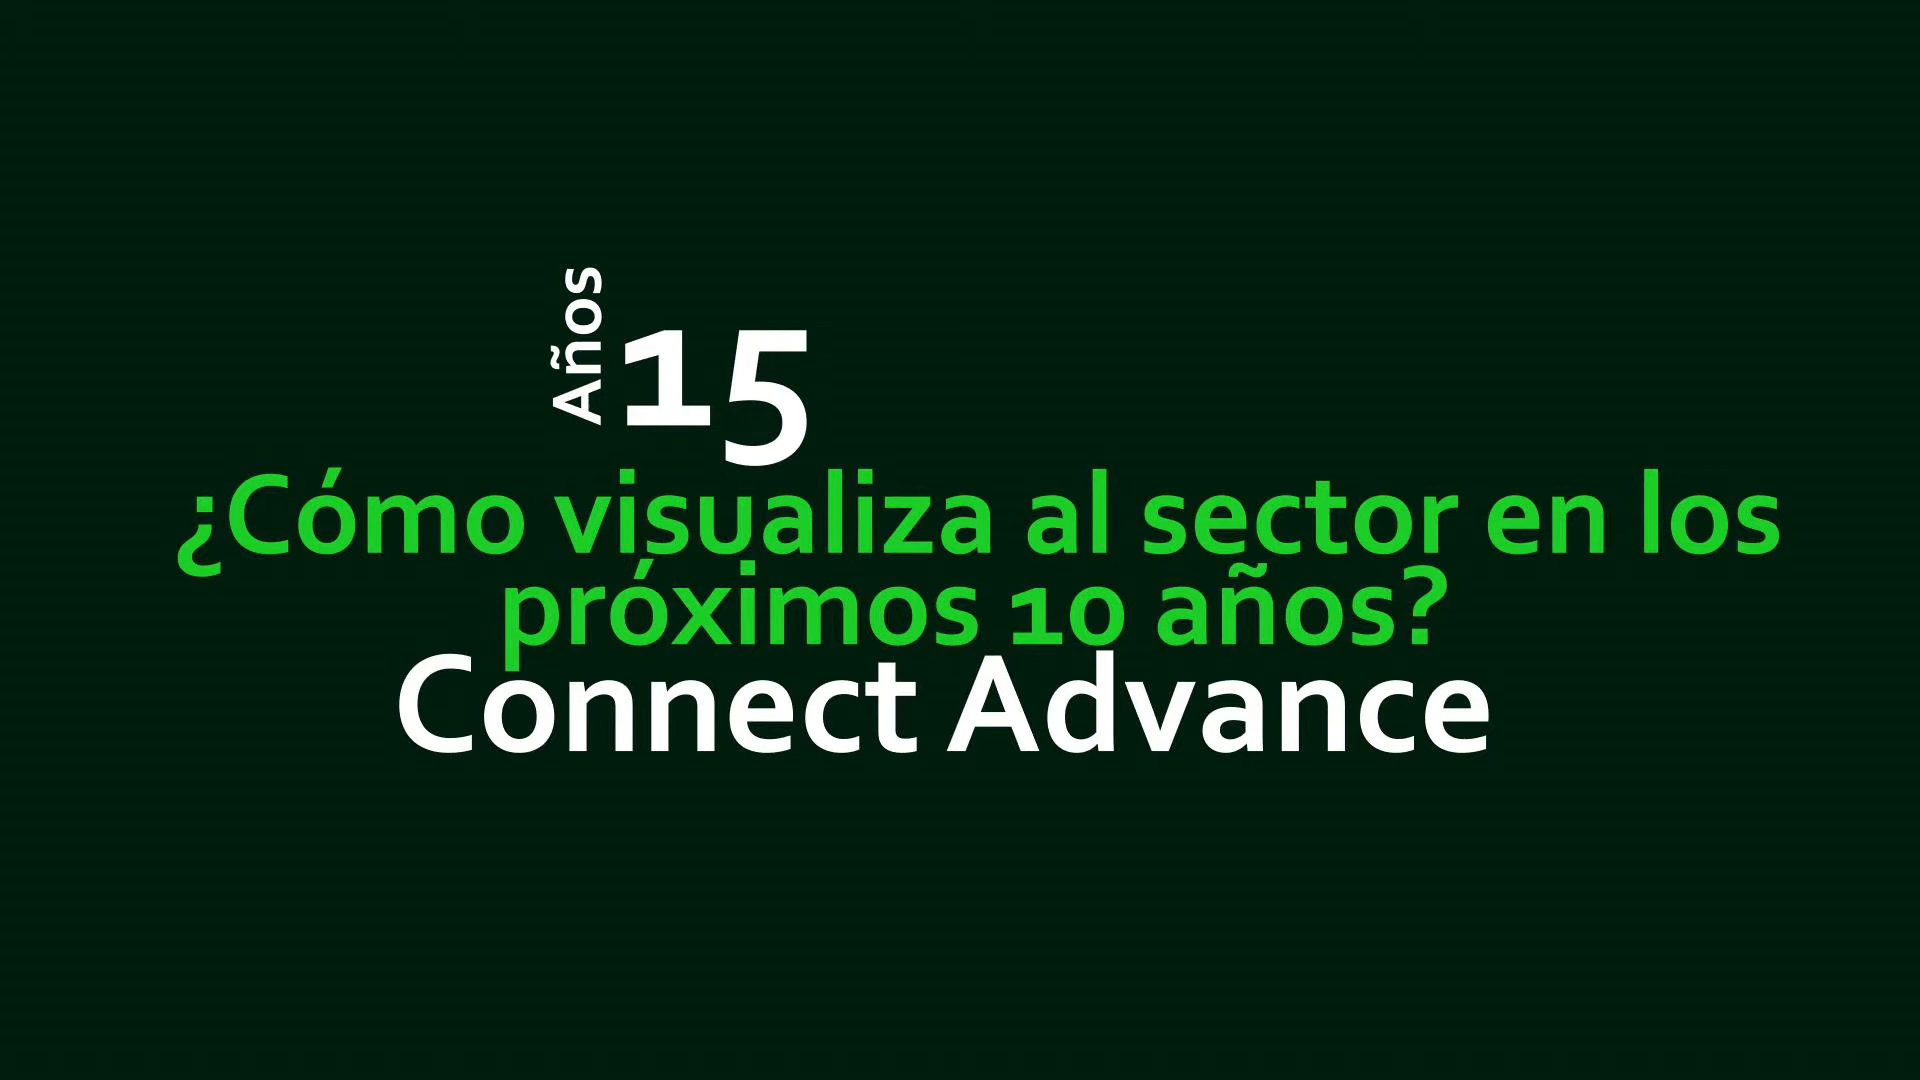 Años 15
¿Cómo visualiza al sector en los
próximos 10 años?
Connect Advance